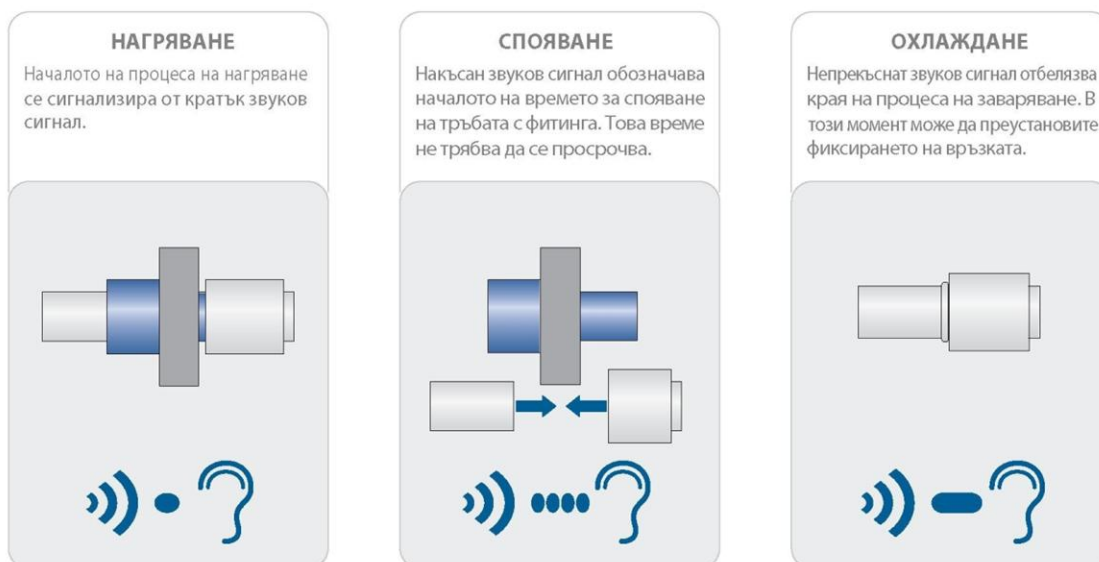 НАГРЯВАНЕ
Началото на процеса на нагряване
се сигнализира от кратък звуков
сигнал.
СПОЯВАНЕ
Накъсан звуков сигнал обозначава
началото на времето за спояване
на тръбата с фитинга. Това време
не трябва да се просрочва.
ОХЛАЖДАНЕ
Непрекъснат звуков сигнал отбелязва
края на процеса на заваряване. В
този момент може да преустановите
фиксирането на връзката.